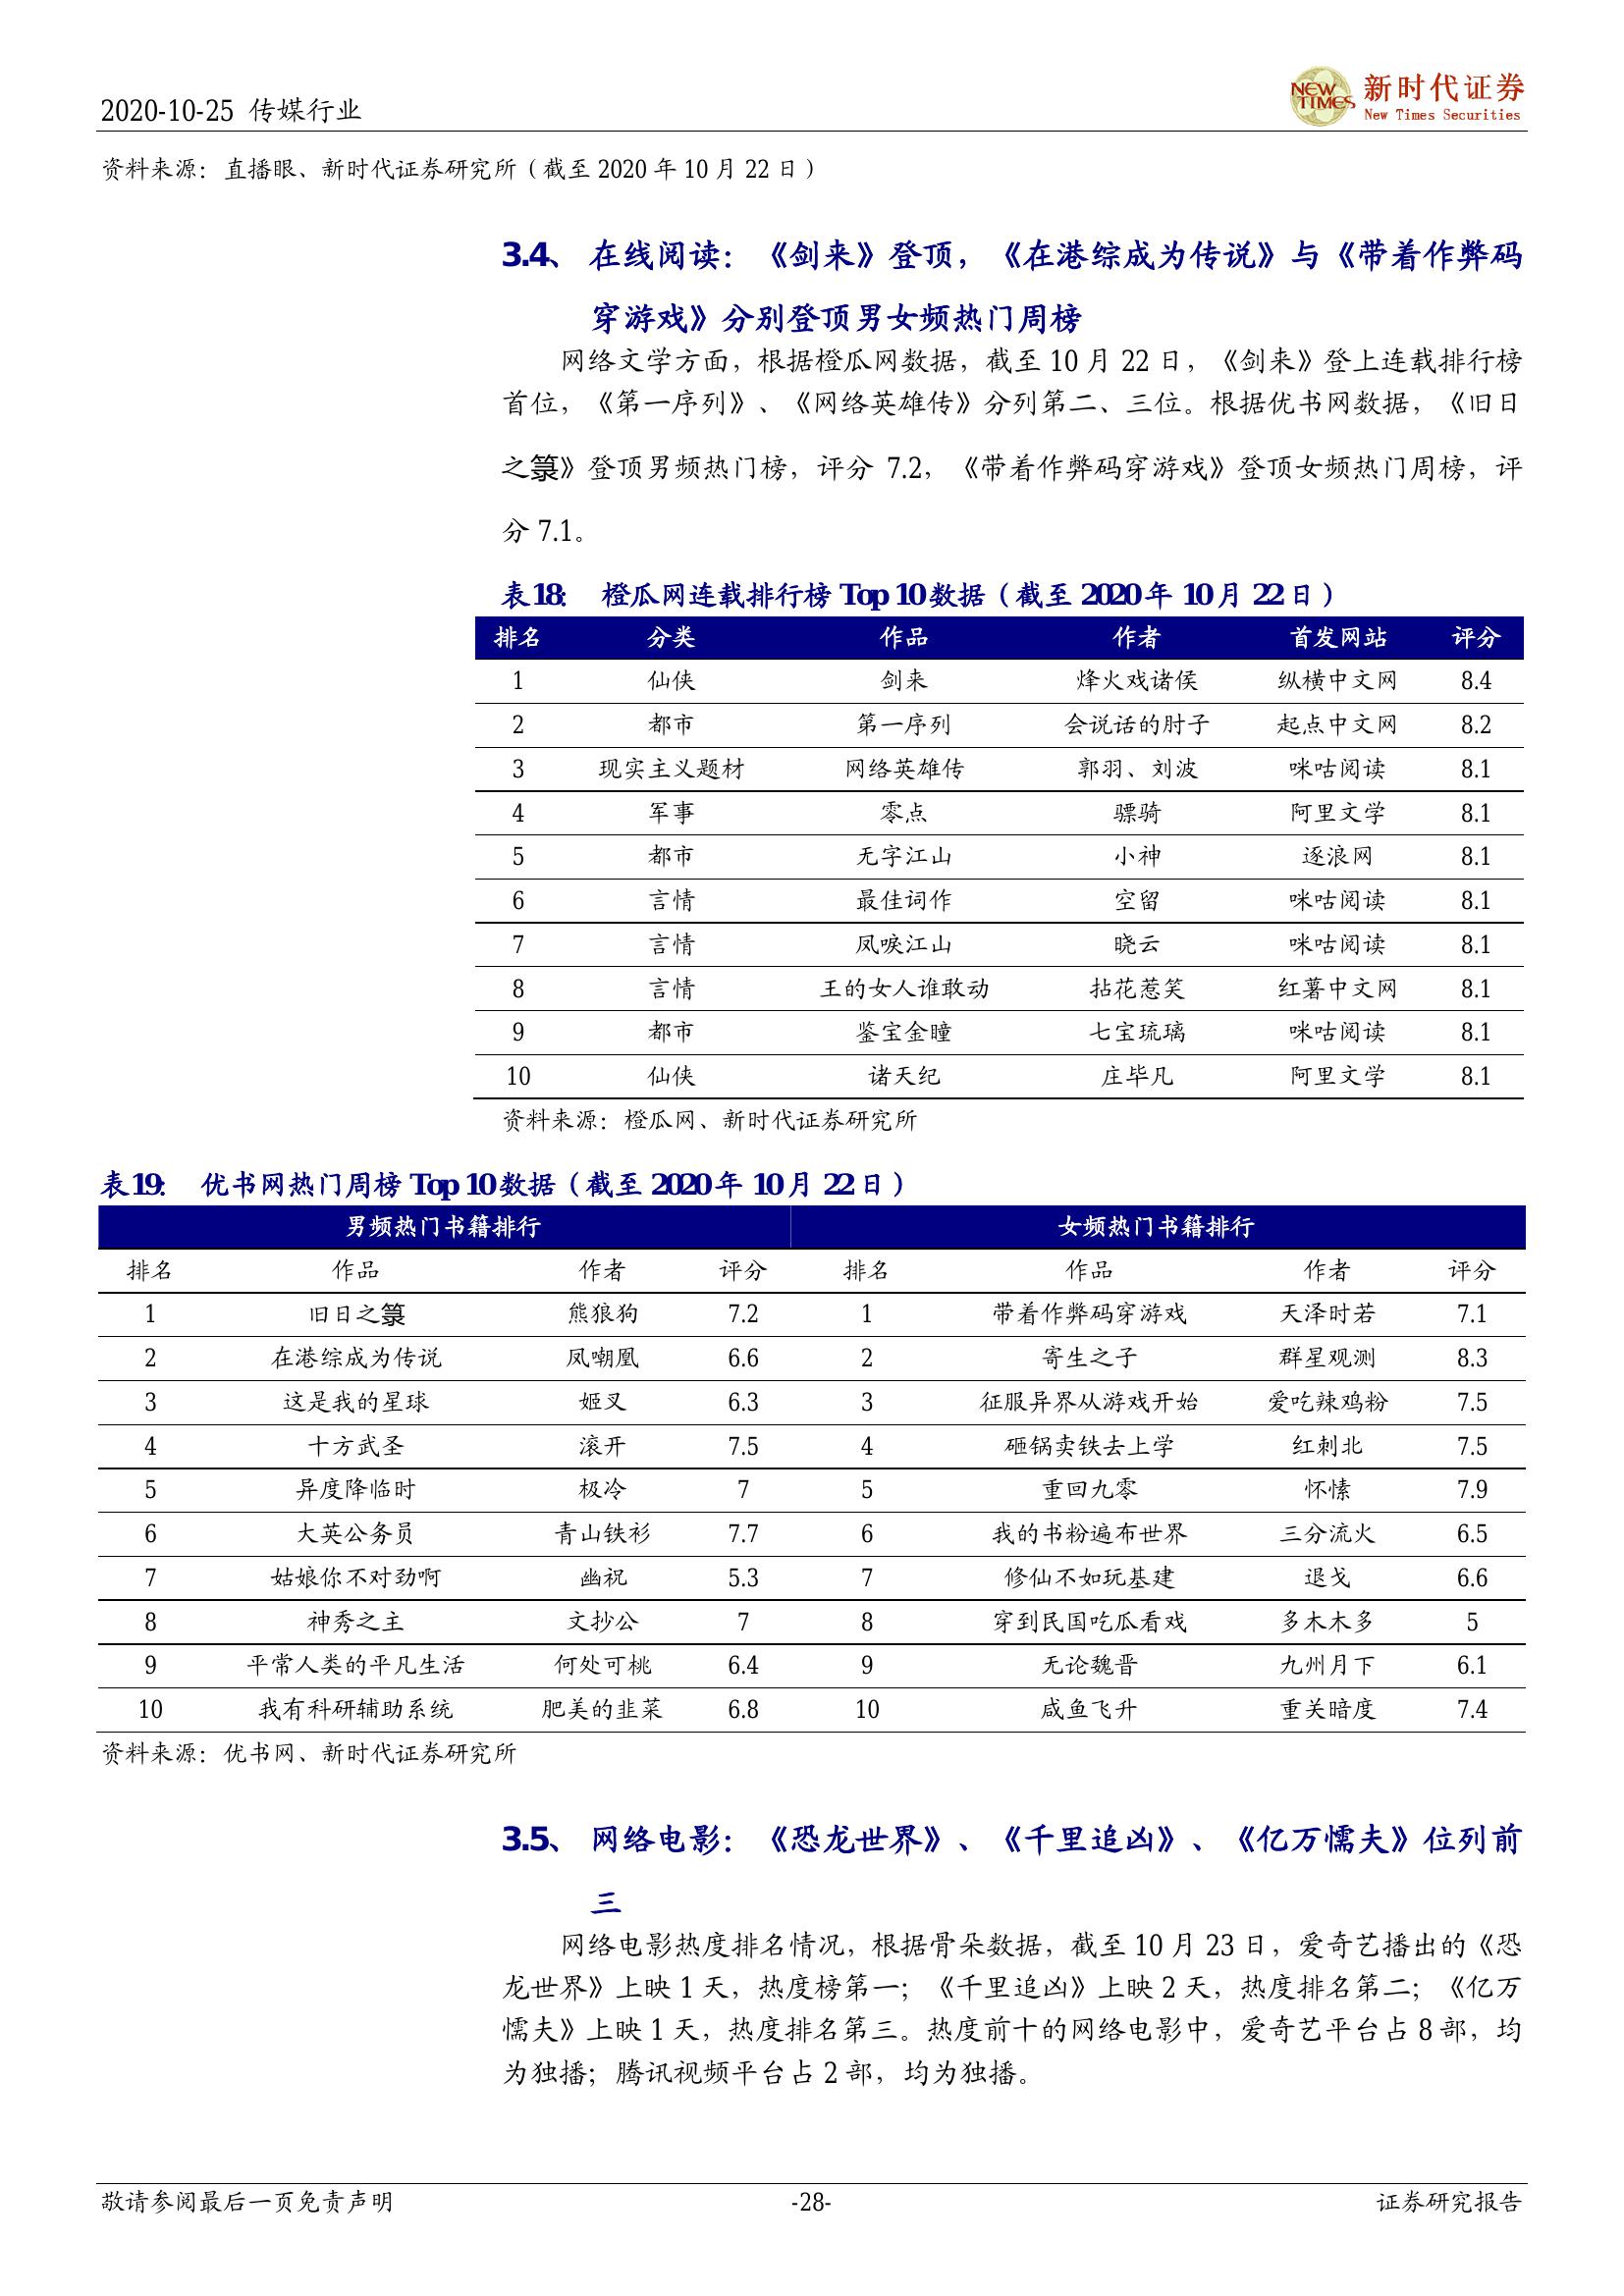 2020-10-25 传媒行业
NEW TIMES 新时代证券
New Times Securities
资料来源：直播眼、新时代证券研究所（截至 2020 年 10 月 22 日）
3.4、 在线阅读：《剑来》登顶，《在港综成为传说》与《带着作弊码
穿游戏》分别登顶男女频热门周榜
网络文学方面，根据橙瓜网数据，截至 10 月 22 日，《剑来》登上连载排行榜
首位，《第一序列》、《网络英雄传》分列第二、三位。根据优书网数据，《旧日
之箓》登顶男频热门榜，评分 7.2，《带着作弊码穿游戏》登顶女频热门周榜，评
分 7.1。
表18： 橙瓜网连载排行榜 Top 10 数据（截至 2020 年 10 月 22 日）
排名 分类 作品 作者 首发网站 评分
1 仙侠 剑来 烽火戏诸侯 纵横中文网 8.4
2 都市 第一序列 会说话的肘子 起点中文网 8.2
3 现实主义题材 网络英雄传 郭羽、刘波 咪咕阅读 8.1
4 军事 零点 骠骑 阿里文学 8.1
5 都市 无字江山 小神 逐浪网 8.1
6 言情 最佳词作 空留 咪咕阅读 8.1
7 言情 凤唳江山 晓云 咪咕阅读 8.1
8 言情 王的女人谁敢动 拈花惹笑 红薯中文网 8.1
9 都市 鉴宝金瞳 七宝琉璃 咪咕阅读 8.1
10 仙侠 诸天纪 庄毕凡 阿里文学 8.1
资料来源：橙瓜网、新时代证券研究所
表19： 优书网热门周榜 Top 10 数据（截至 2020 年 10 月 22 日）
男频热门书籍排行 女频热门书籍排行
排名 作品 作者 评分 排名 作品 作者 评分
1 旧日之箓 熊狼狗 7.2 1 带着作弊码穿游戏 天泽时若 7.1
2 在港综成为传说 凤嘲凰 6.6 2 寄生之子 群星观测 8.3
3 这是我的星球 姬叉 6.3 3 征服异界从游戏开始 爱吃辣鸡粉 7.5
4 十方武圣 滚开 7.5 4 砸锅卖铁去上学 红刺北 7.5
5 异度降临时 极冷 7 5 重回九零 怀愫 7.9
6 大英公务员 青山铁衫 7.7 6 我的书粉遍布世界 三分流火 6.5
7 姑娘你不对劲啊 幽祝 5.3 7 修仙不如玩基建 退戈 6.6
8 神秀之主 文抄公 7 8 穿到民国吃瓜看戏 多木木多 5
9 平常人类的平凡生活 何处可桃 6.4 9 无论魏晋 九州月下 6.1
10 我有科研辅助系统 肥美的韭菜 6.8 10 咸鱼飞升 重关暗度 7.4
资料来源：优书网、新时代证券研究所
3.5、 网络电影：《恐龙世界》、《千里追凶》、《亿万懦夫》位列前
三
网络电影热度排名情况，根据骨朵数据，截至 10 月 23 日，爱奇艺播出的《恐
龙世界》上映 1 天，热度榜第一；《千里追凶》上映 2 天，热度排名第二；《亿万
懦夫》上映 1 天，热度排名第三。热度前十的网络电影中，爱奇艺平台占 8 部，均
为独播；腾讯视频平台占 2 部，均为独播。
敬请参阅最后一页免责声明 -28- 证券研究报告